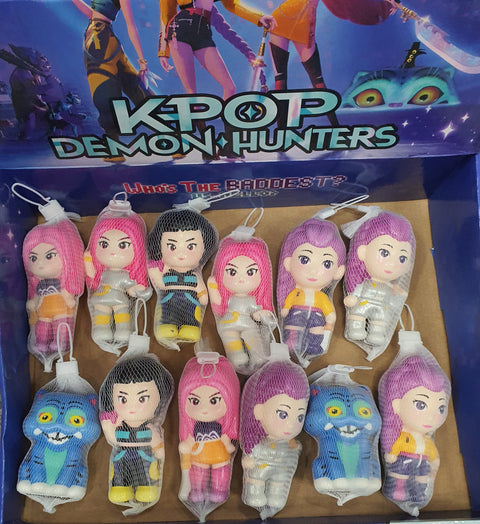 KPOP
DEMON HUNTERS
WHO'S THE BADDEST?